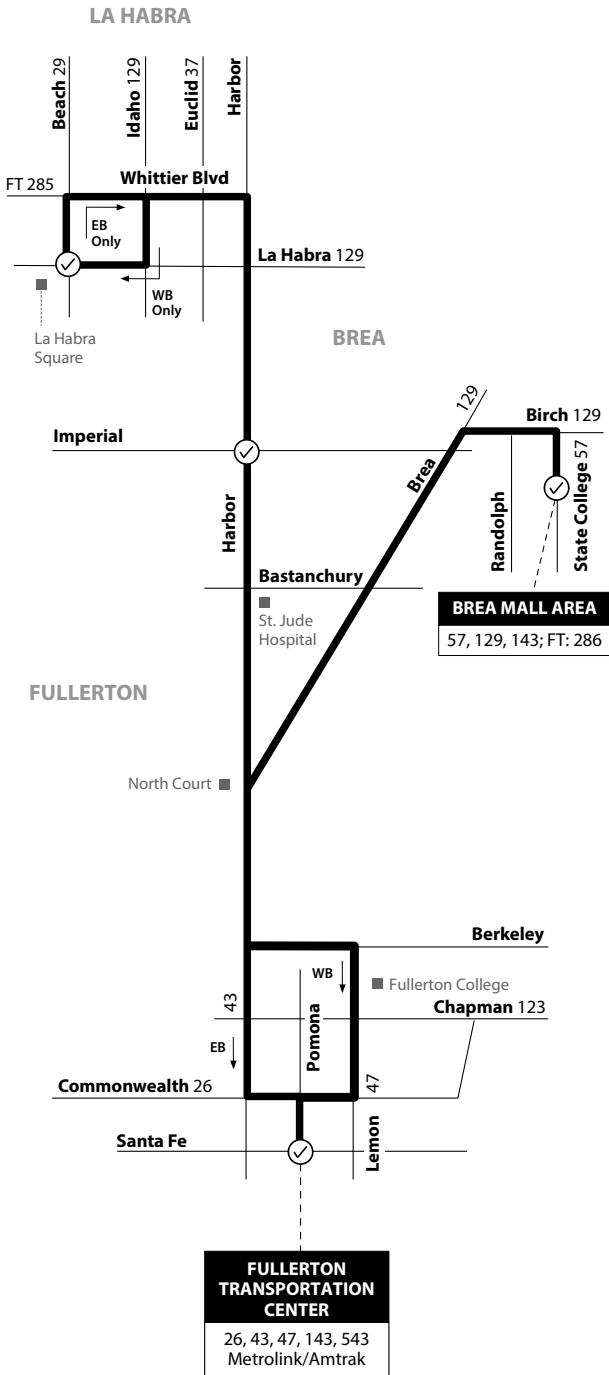 LA HABRA
Beach 29
Idaho 129
Euclid 37
Harbor
FT 285
Whittier Blvd
EB
Only
La Habra 129
WB
Only
La Habra
Square
BREA
129
Birch 129
Imperial
Brea
Harbor
Randolph
State College 57
Bastanchury
St. Jude
Hospital
BREA MALL AREA
57, 129, 143; FT: 286
FULLERTON
North Court
Berkeley
WB
Fullerton College
43
Chapman 123
Pomona
EB
Commonwealth 26
47
Santa Fe
Lemon
FULLERTON
TRANSPORTATION
CENTER
26, 43, 47, 143, 543
Metrolink/Amtrak